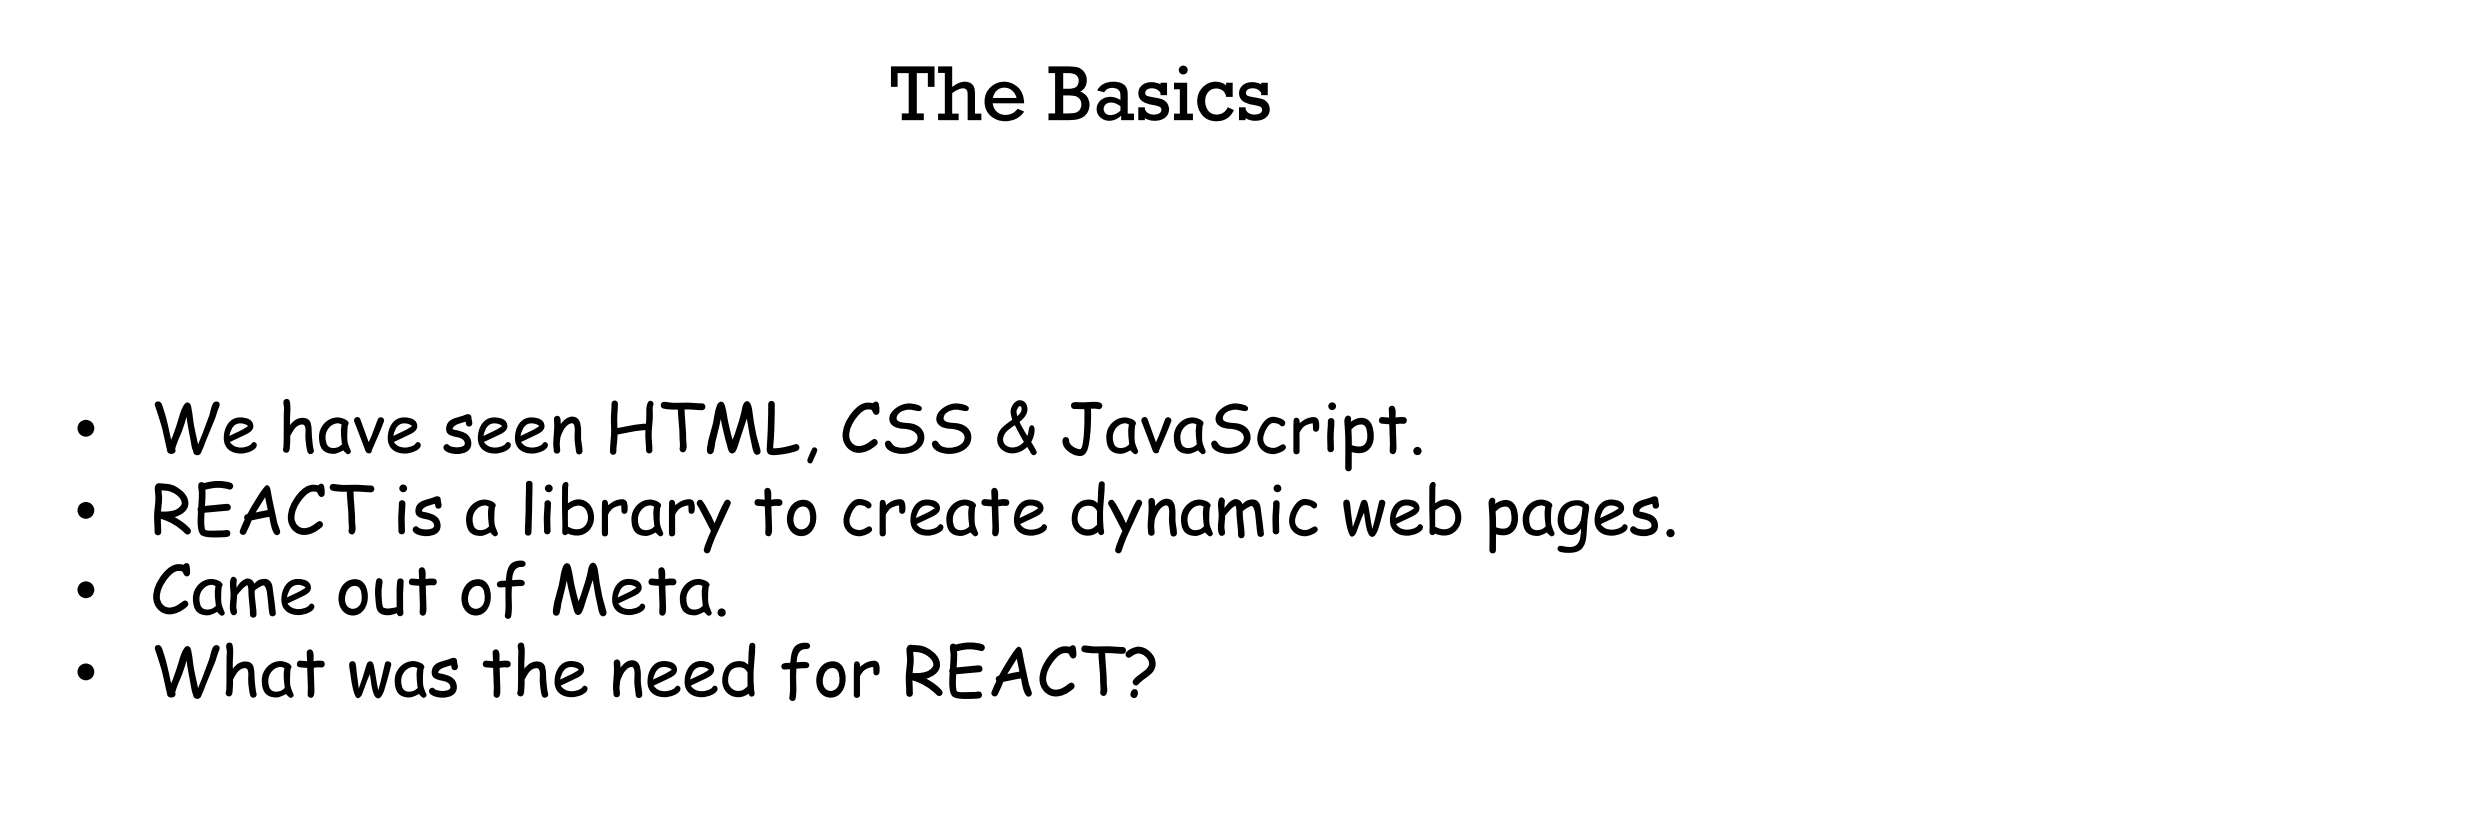 The Basics
• We have seen HTML, CSS & JavaScript.
• REACT is a library to create dynamic web pages.
• Came out of Meta.
• What was the need for REACT?